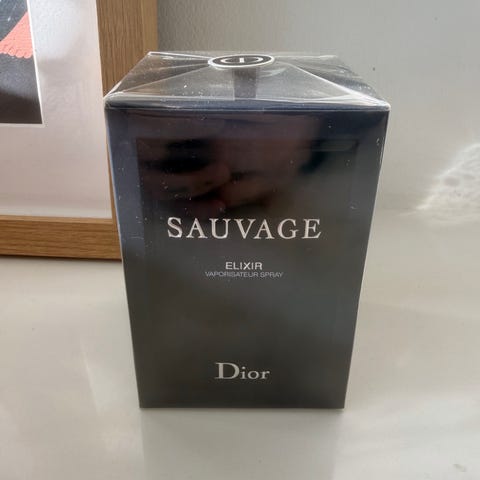 SAUVAGE
ELIXIR
VAPORISATEUR SPRAY
Dior